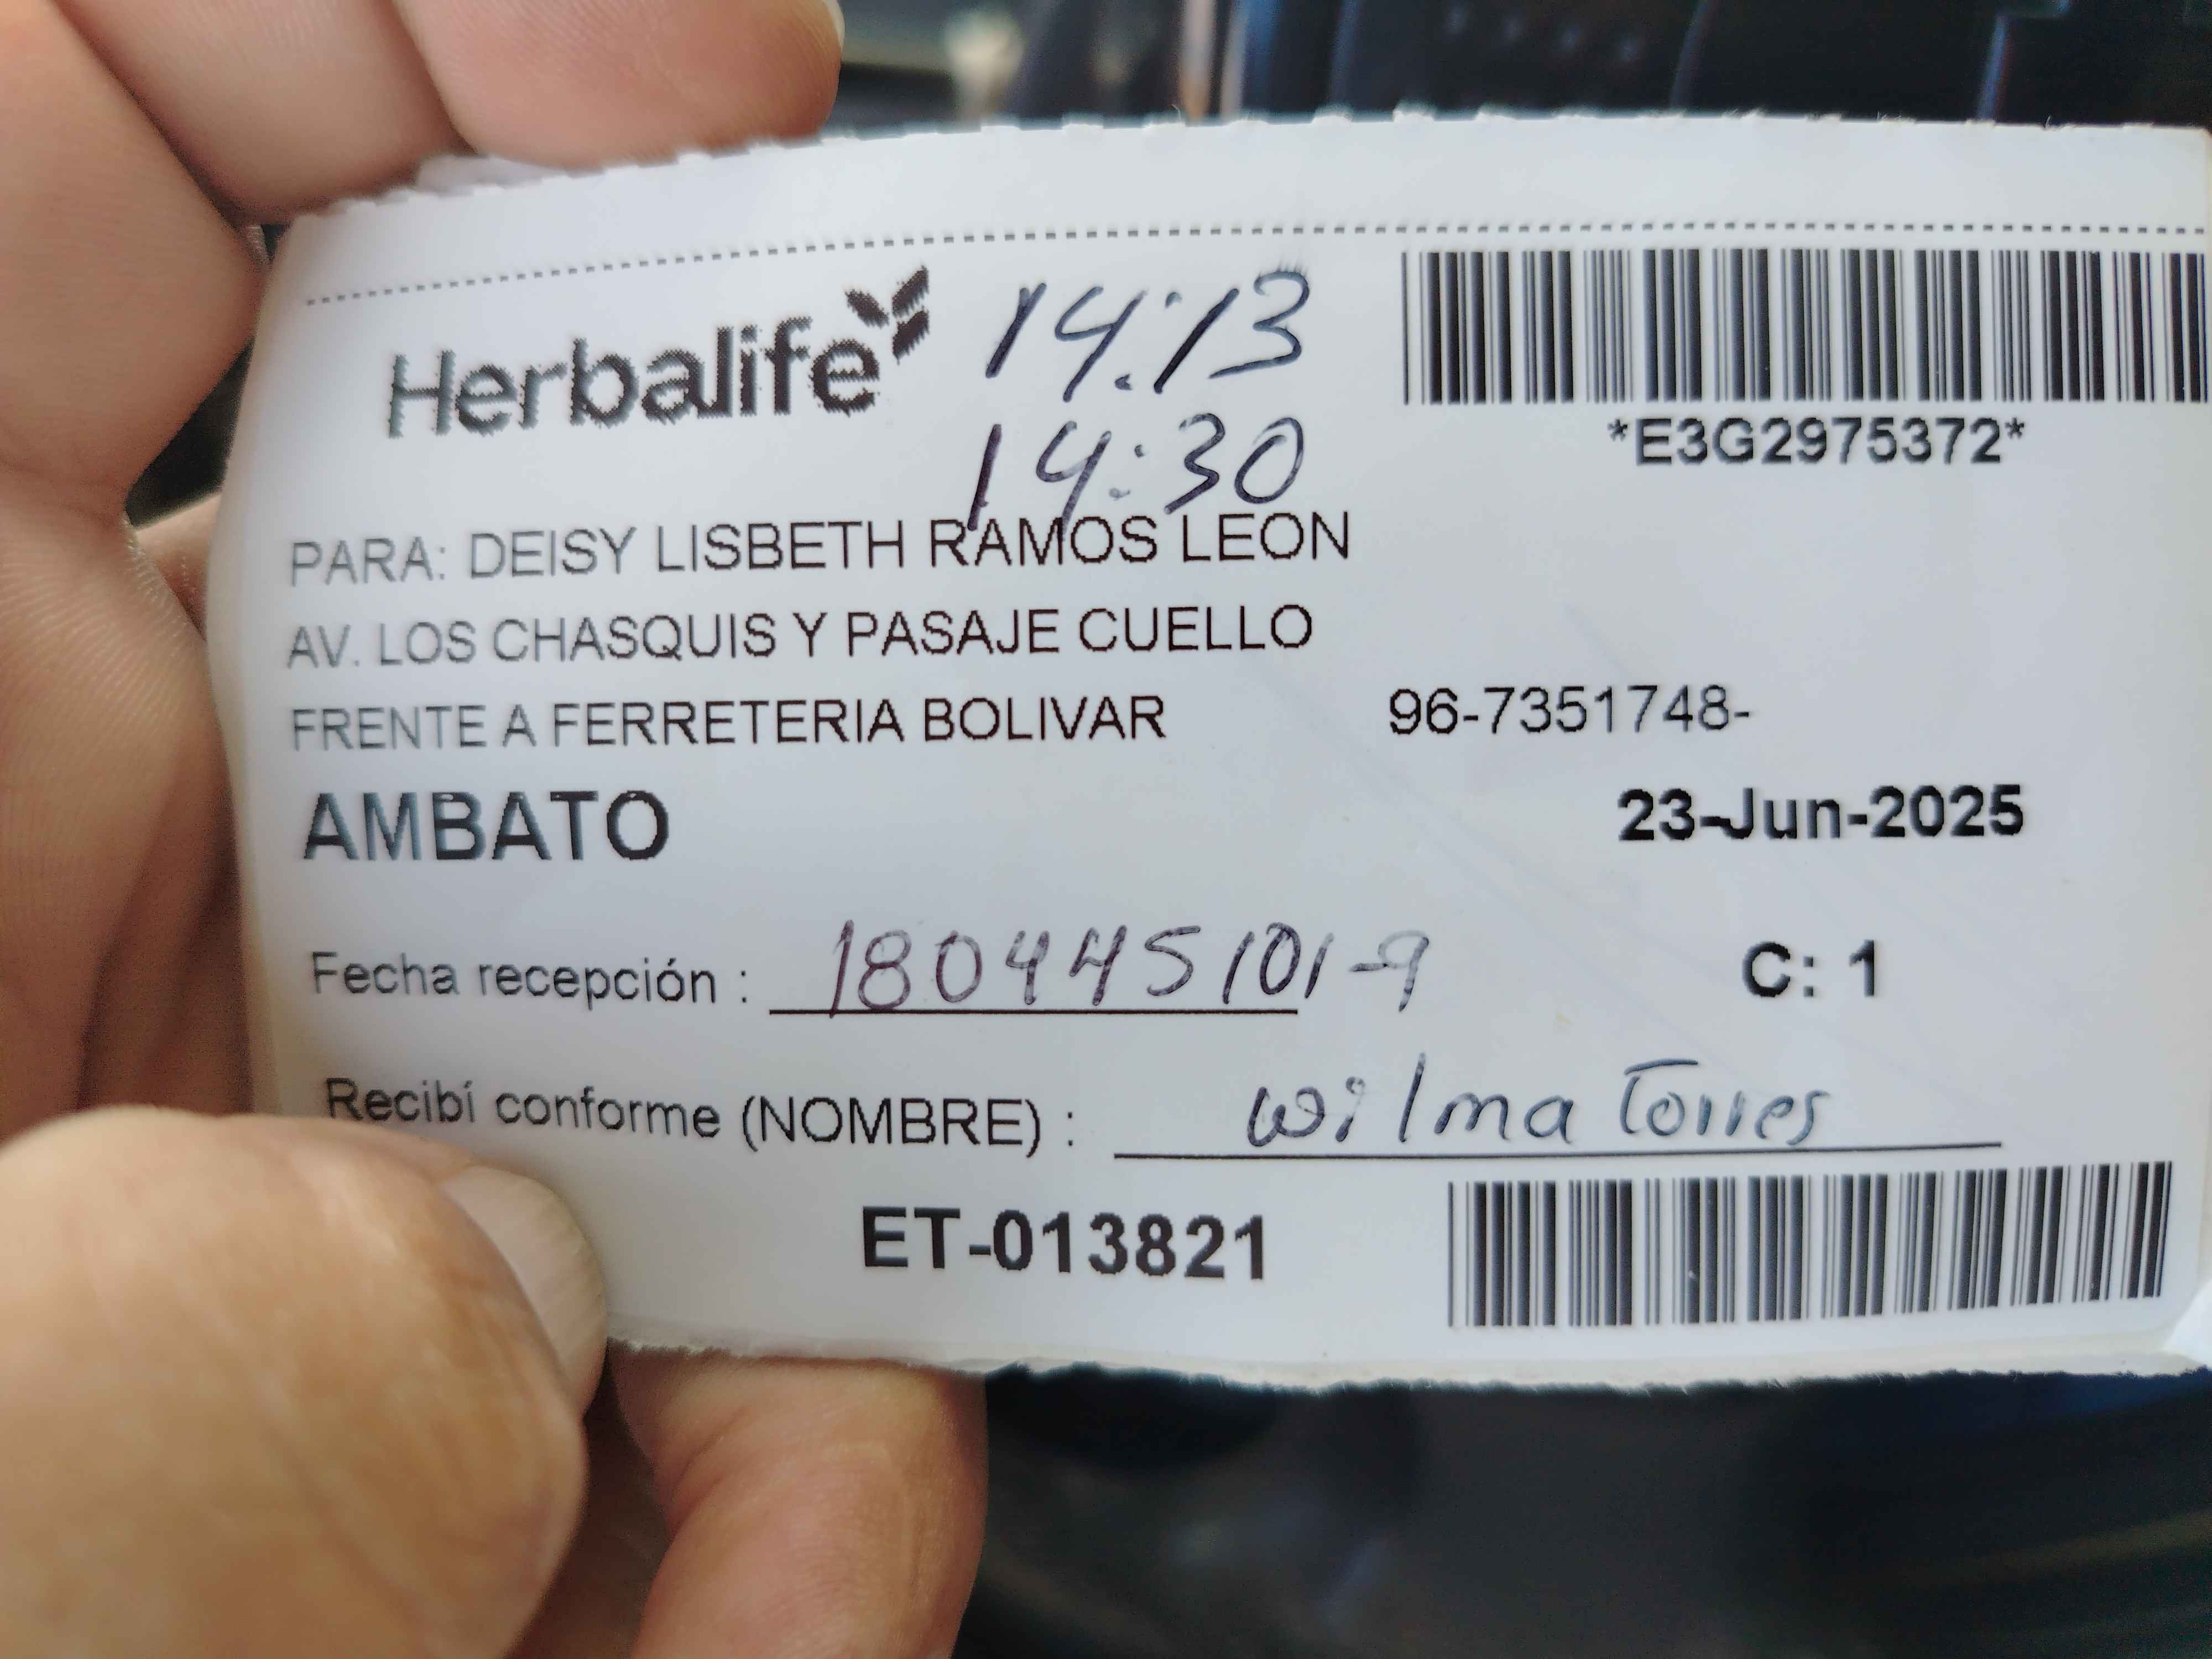 Herbalife
14:13
14:30
*E3G2975372*
PARA: DEISY LISBETH RAMOS LEON
AV. LOS CHASQUIS Y PASAJE CUELLO
FRENTE A FERRETERIA BOLIVAR 96-7351748-
AMBATO 23-Jun-2025
Fecha recepción : 180445101-9 C: 1
Recibí conforme (NOMBRE) : wilma Torres
ET-013821